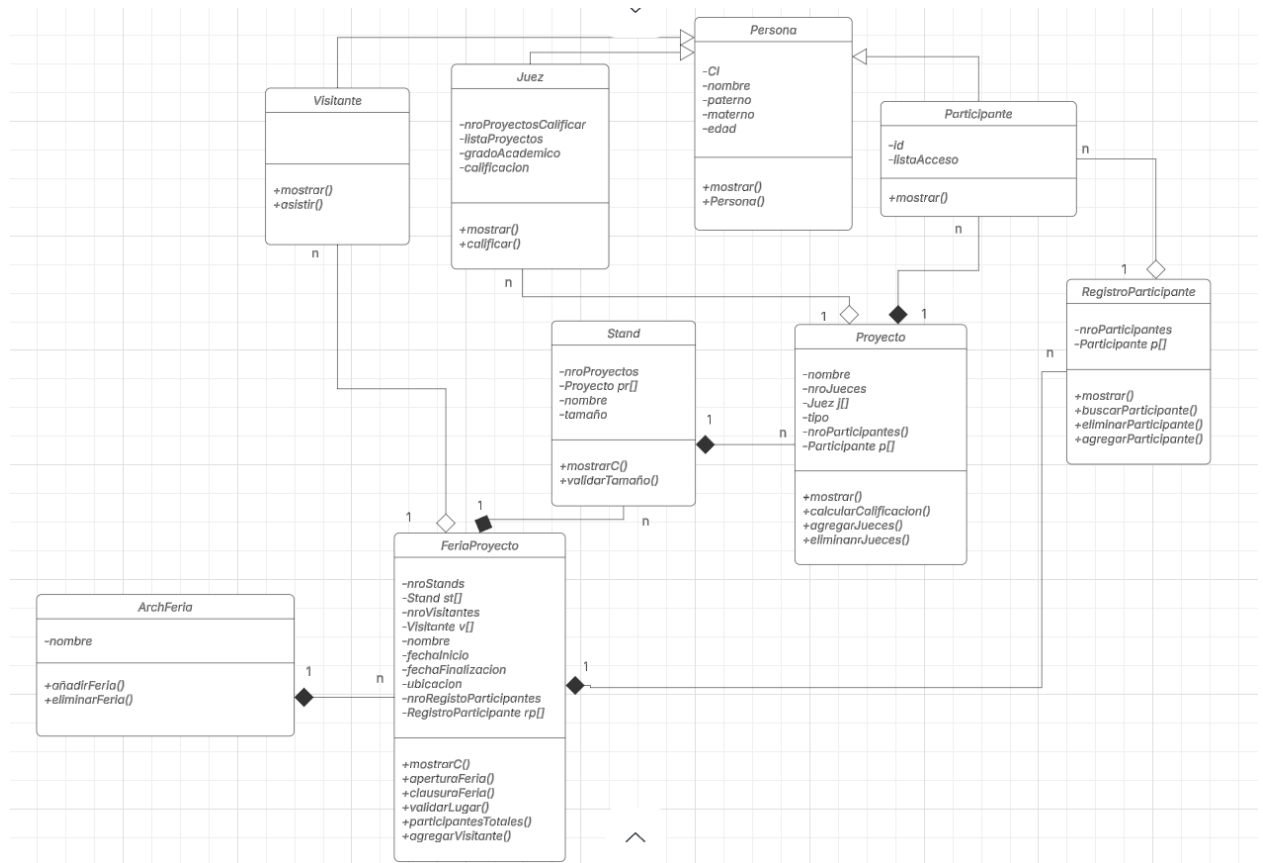 Persona
-CI
-nombre
-paterno
-materno
-edad
+mostrar()
+Persona()
Juez
-nroProyectosCalificar
-listaProyectos
-gradoAcademico
-calificacion
+mostrar()
+calificar()
n
Visitante
+mostrar()
+asistir()
n
Participante
-id
-listaAcceso
+mostrar()
n
n
1
RegistroParticipante
-nroParticipantes
-Participante p[]
+mostrar()
+buscarParticipante()
+eliminarParticipante()
+agregarParticipante()
n
1
1
Proyecto
-nombre
-nroJueces
-Juez j[]
-tipo
-nroParticipantes()
-Participante p[]
+mostrar()
+calcularCalificacion()
+agregarJueces()
+eliminanrJueces()
n
1
Stand
-nroProyectos
-Proyecto pr[]
-nombre
-tamaño
+mostrarC()
+validarTamaño()
n
1
1
FeriaProyecto
-nroStands
-Stand st[]
-nroVisitantes
-Visitante v[]
-nombre
-fechaInicio
-fechaFinalizacion
-ubicacion
-nroRegistoParticipantes
-RegistroParticipante rp[]
+mostrarC()
+aperturaFeria()
+clausuraFeria()
+validarLugar()
+participantesTotales()
+agregarVisitante()
1
n
1
ArchFeria
-nombre
+añadirFeria()
+eliminarFeria()